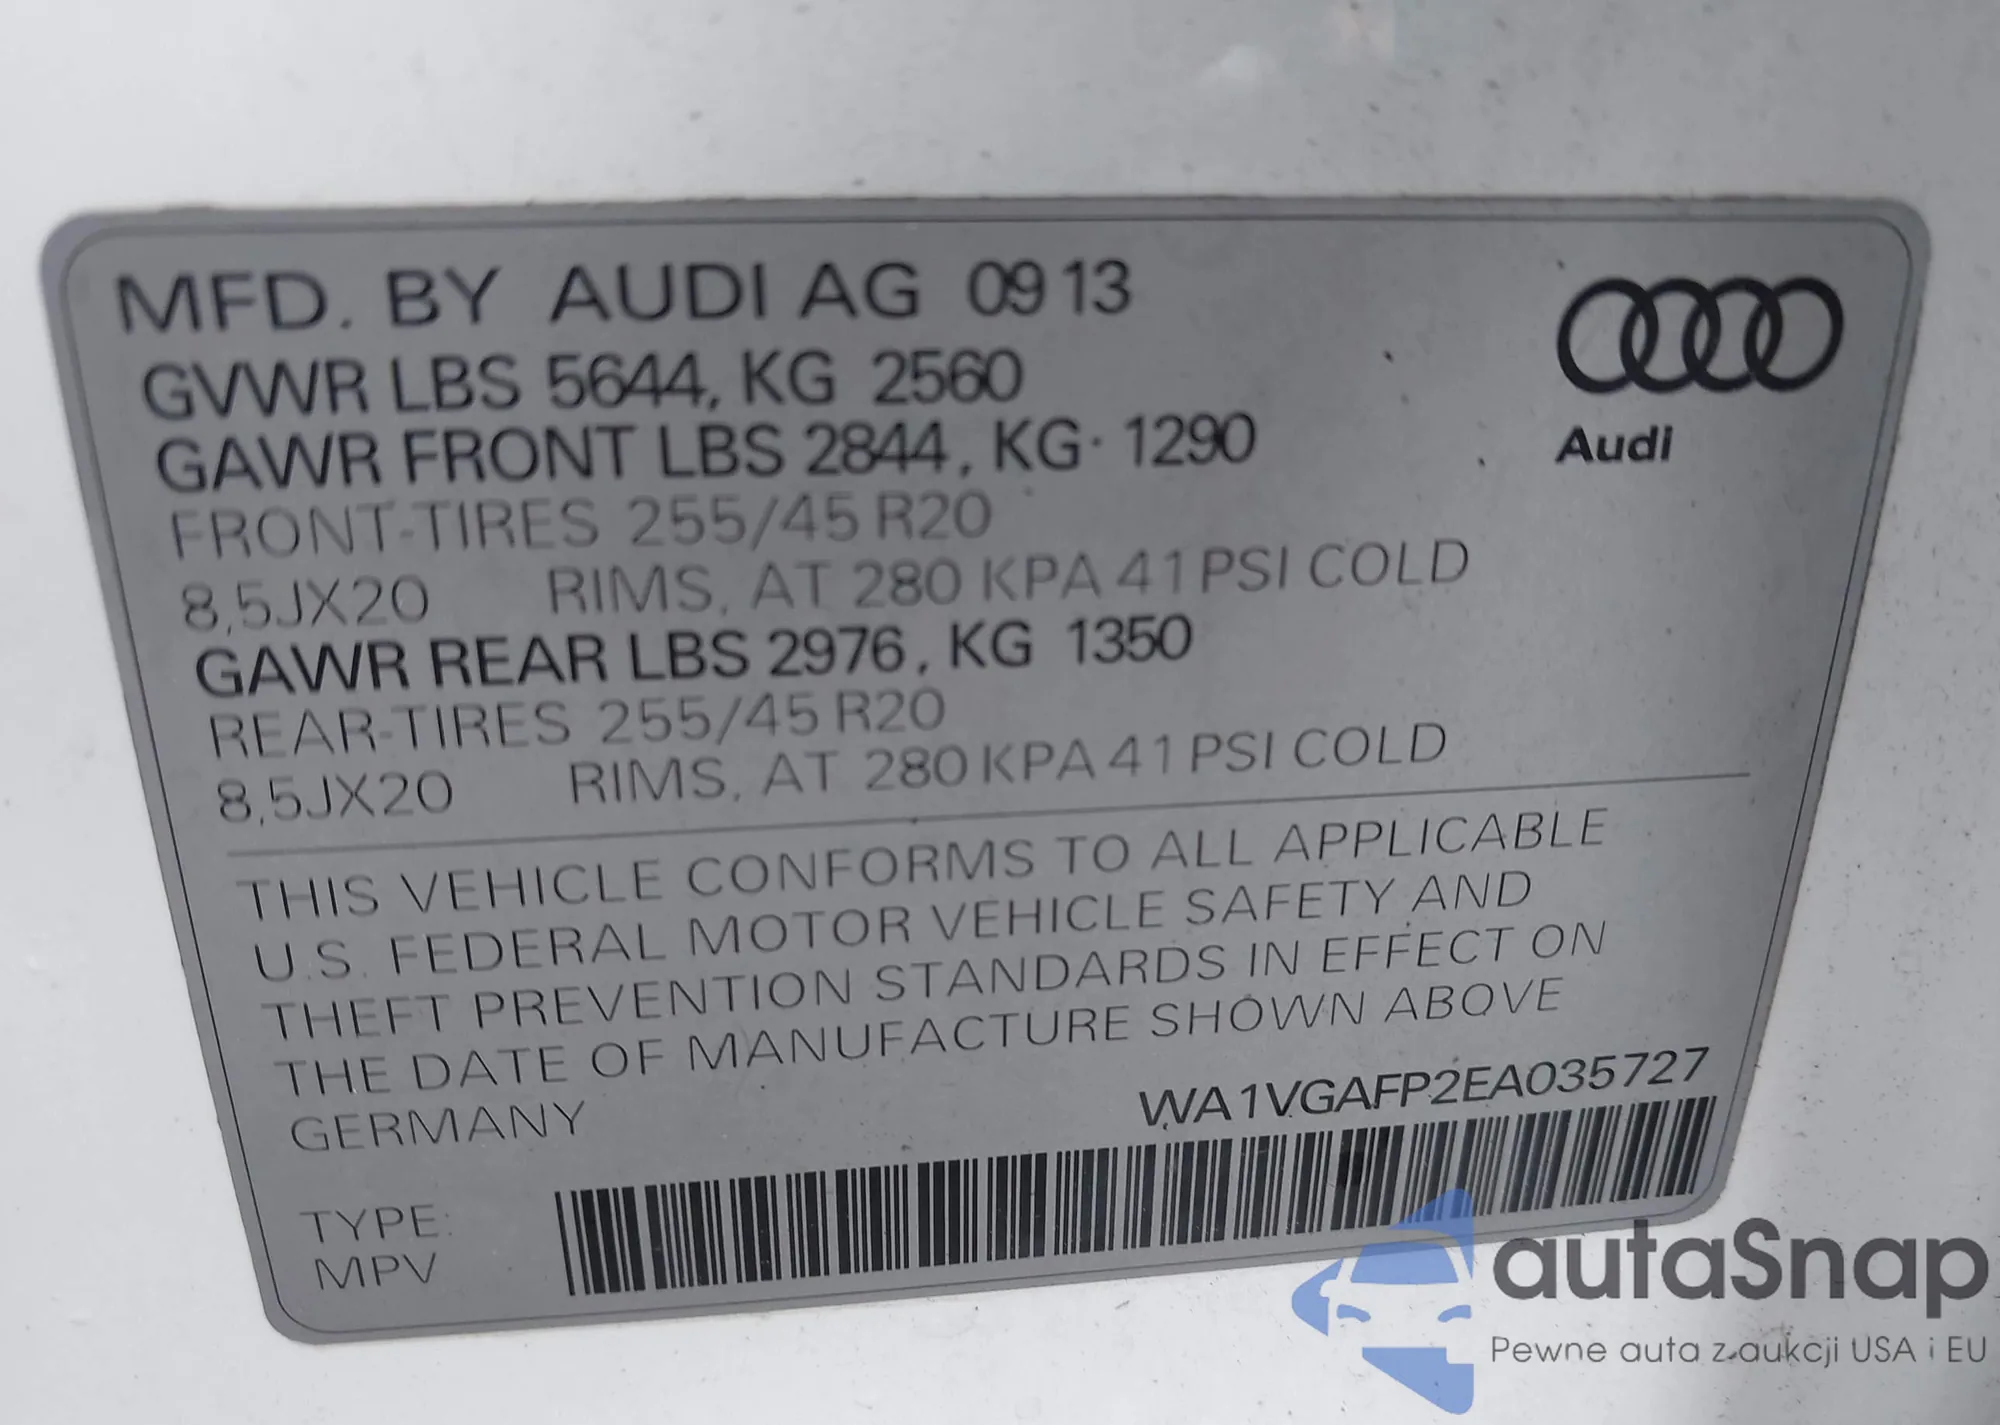 MFD. BY AUDI AG 09 13
GVWR LBS 5644, KG 2560
GAWR FRONT LBS 2844, KG 1290
FRONT-TIRES 255/45 R20
8,5JX20 RIMS, AT 280 KPA 41 PSI COLD
GAWR REAR LBS 2976, KG 1350
REAR-TIRES 255/45 R20
8,5JX20 RIMS, AT 280 KPA 41 PSI COLD
Audi
THIS VEHICLE CONFORMS TO ALL APPLICABLE
U.S. FEDERAL MOTOR VEHICLE SAFETY AND
THEFT PREVENTION STANDARDS IN EFFECT ON
THE DATE OF MANUFACTURE SHOWN ABOVE
GERMANY
WA1VGAFP2EA035727
TYPE:
MPV
autaSnap
Pewne auta z aukcji USA i EU